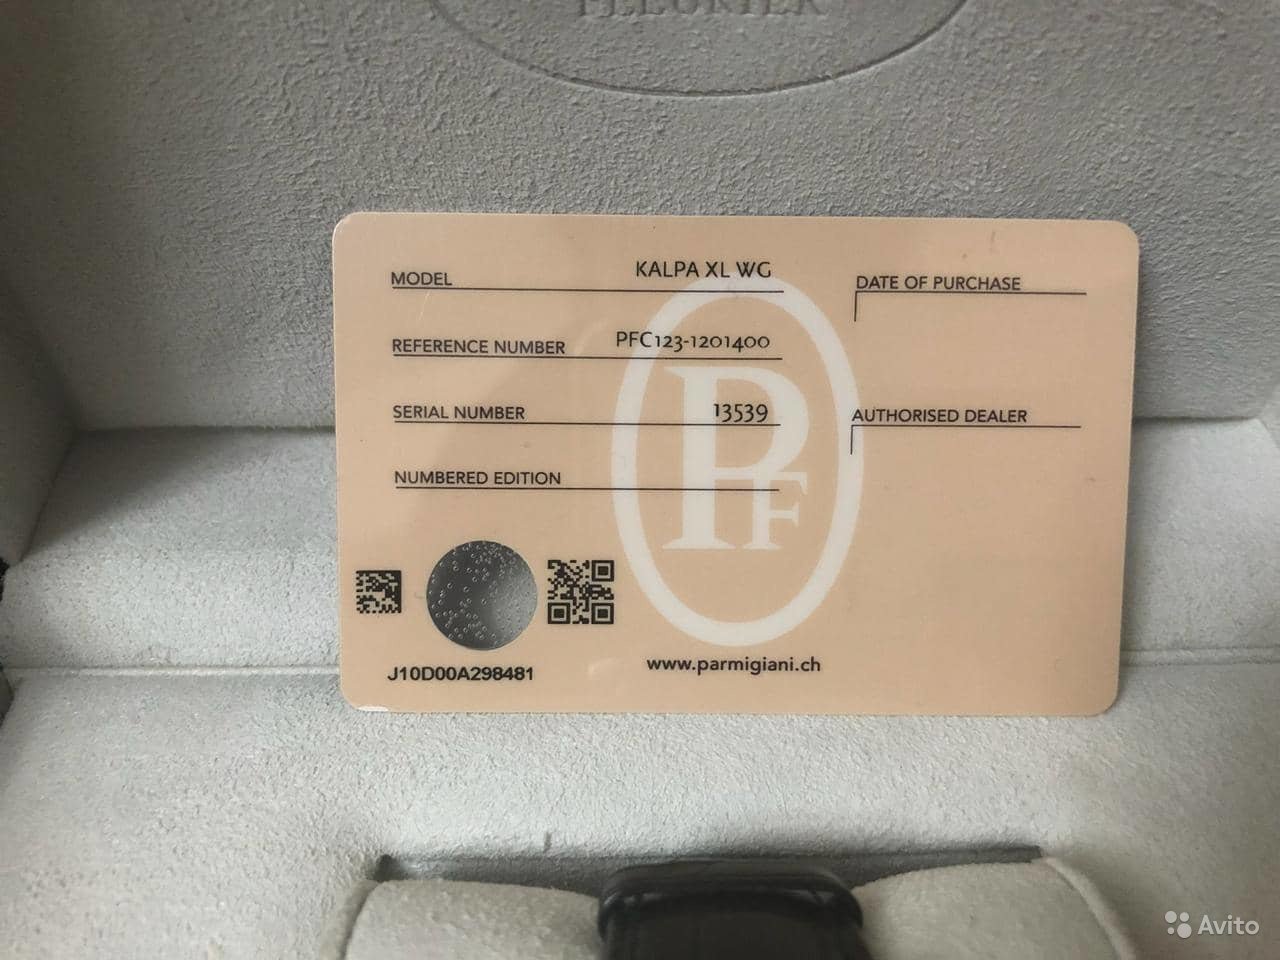 FLEURIER
MODEL KALPA XL WG
REFERENCE NUMBER PFC123-1201400
SERIAL NUMBER 13539
NUMBERED EDITION
DATE OF PURCHASE
AUTHORISED DEALER
PF
J10D00A298481
www.parmigiani.ch
Avito